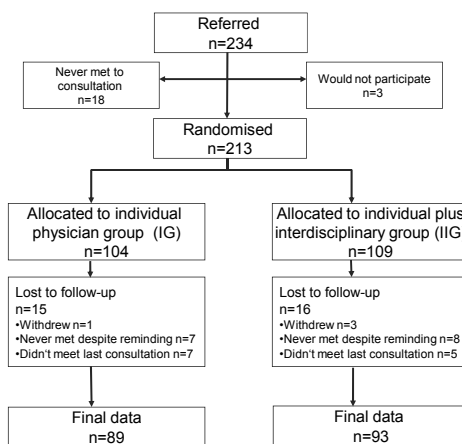 Referred
n=234
Never met to
consultation
n=18
Would not participate
n=3
Randomised
n=213
Allocated to individual
physician group (IG)
n=104
Allocated to individual plus
interdisciplinary group (IIG)
n=109
Lost to follow-up
n=15
•Withdrew n=1
•Never met despite reminding n=7
•Didn't meet last consultation n=7
Lost to follow-up
n=16
•Withdrew n=3
•Never met despite reminding n=8
•Didn't meet last consultation n=5
Final data
n=89
Final data
n=93